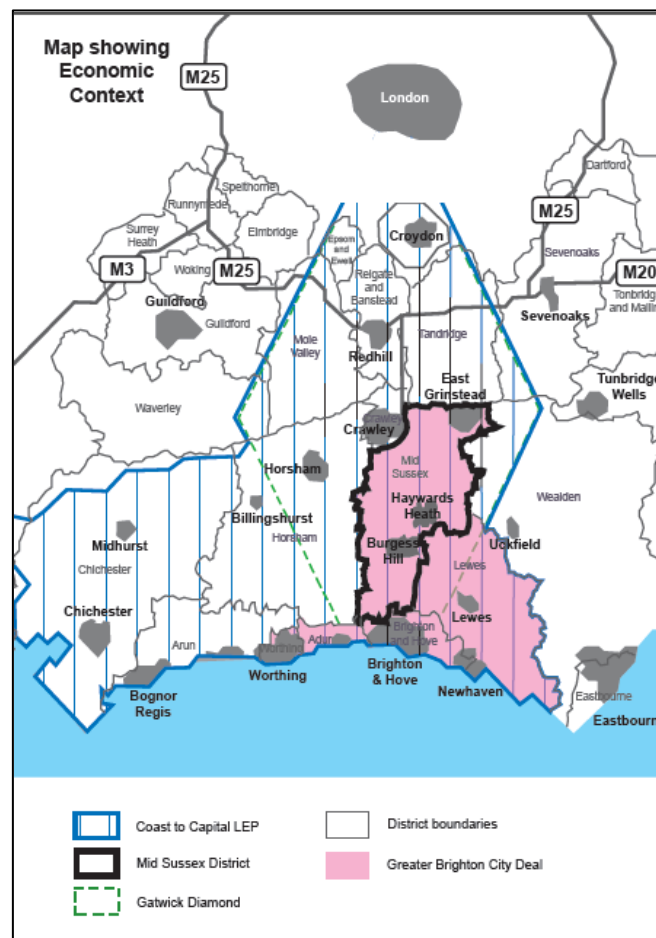 Map showing
Economic
Context
M25
London
Dartford
Spelthorne
Runnymede
M25
Surrey
Heath
Elmbridge
Epsom
and
Ewell
Croydon
Sevenoaks
M3
Woking
M25
Reigate
and
Banstead
M20
Tonbridge
and Mallin
Guildford
Guildford
Sevenoaks
Mole
Valley
Redhill
Tandridge
East
Grinstead
Tunbridge
Wells
Waverley
Crawley
Crawley
Horsham
Mid
Sussex
Haywards
Heath
Wealden
Billingshurst
Horsham
Midhurst
Burgess
Hill
Uckfield
Chichester
Lewes
Chichester
Lewes
Arun
Worthing
Adur
Brighton
and Hove
Bognor
Regis
Worthing
Brighton
& Hove
Newhaven
Eastbourne
Eastbourn
Coast to Capital LEP
District boundaries
Mid Sussex District
Greater Brighton City Deal
Gatwick Diamond